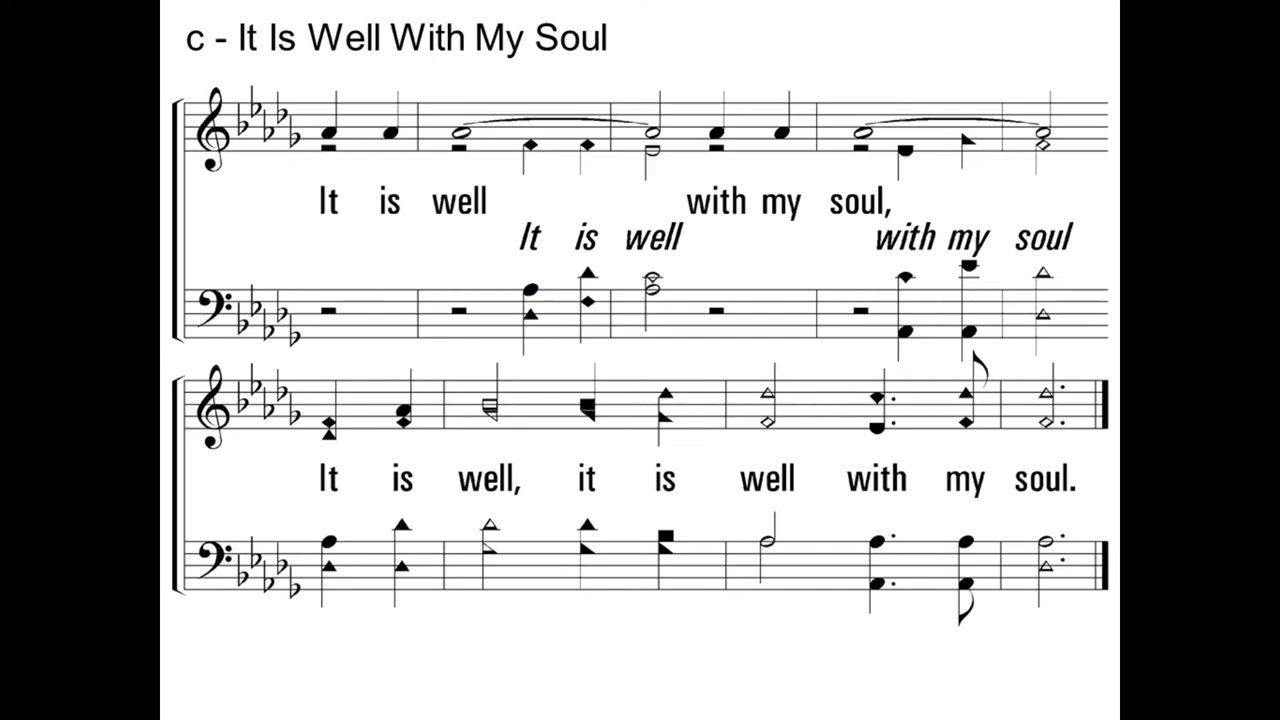 c - It Is Well With My Soul
It is well with my soul,
It is well with my soul
It is well, it is well with my soul.